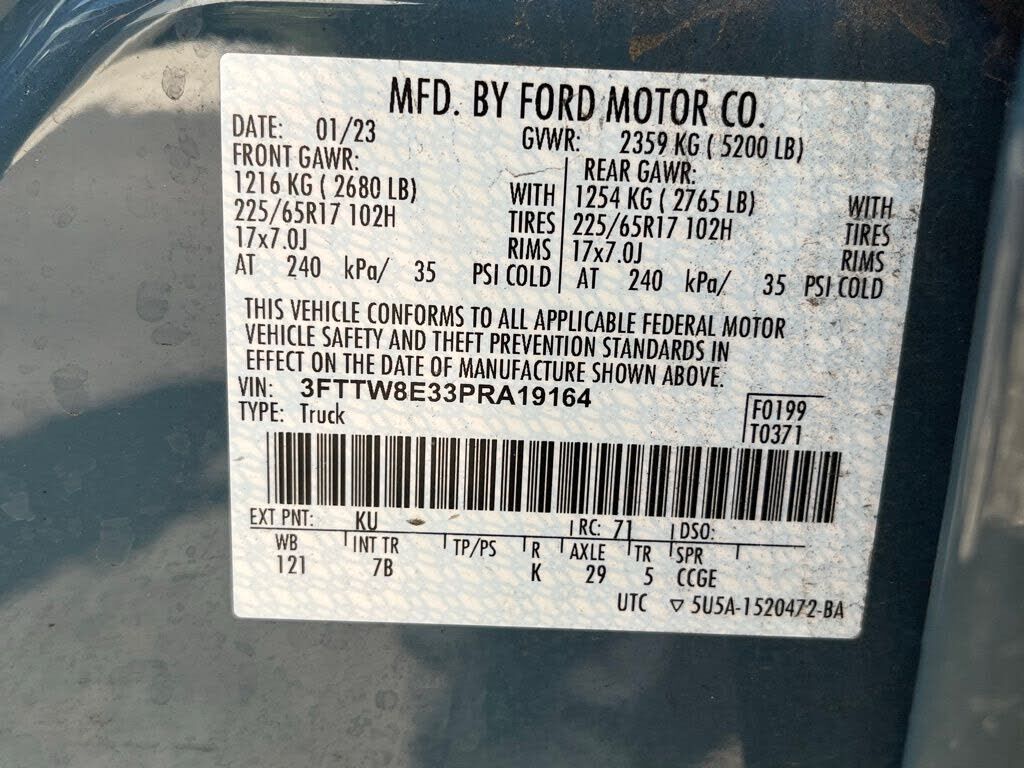 MFD. BY FORD MOTOR CO.
DATE: 01/23 GVWR: 2359 KG ( 5200 LB)
FRONT GAWR: REAR GAWR:
1216 KG ( 2680 LB) WITH 1254 KG ( 2765 LB) WITH
225/65R17 102H TIRES 225/65R17 102H TIRES
17x7.0J RIMS 17x7.0J RIMS
AT 240 kPa/ 35 PSI COLD AT 240 kPa/ 35 PSI COLD
THIS VEHICLE CONFORMS TO ALL APPLICABLE FEDERAL MOTOR
VEHICLE SAFETY AND THEFT PREVENTION STANDARDS IN
EFFECT ON THE DATE OF MANUFACTURE SHOWN ABOVE.
VIN: 3FTTW8E33PRA19164
TYPE: Truck
F0199
T0371
EXT PNT: KU RC: 71 DSO:
WB INT TR TP/PS R AXLE TR SPR
121 7B K 29 5 CCGE
UTC ▽ 5U5A-1520472-BA